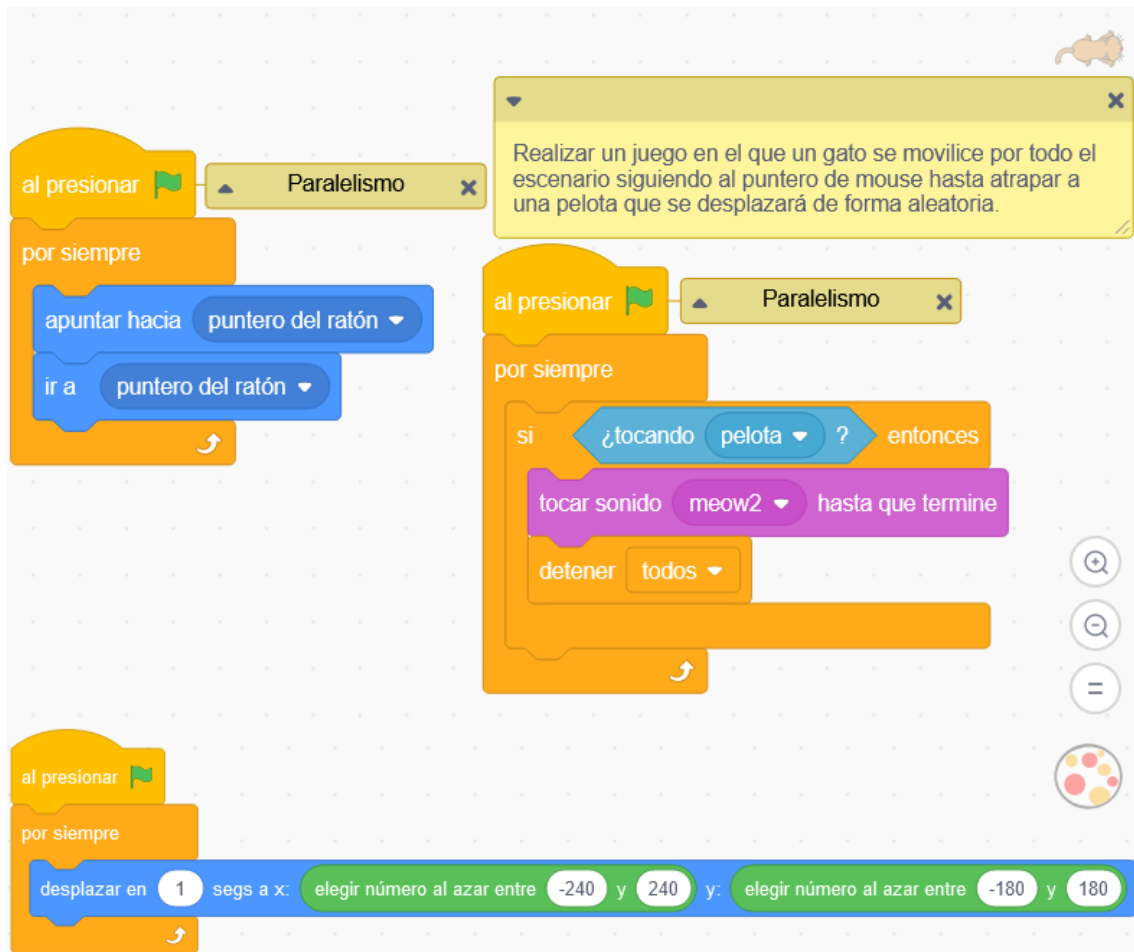 Realizar un juego en el que un gato se movilice por todo el
escenario siguiendo al puntero de mouse hasta atrapar a
una pelota que se desplazará de forma aleatoria.
al presionar
Paralelismo
por siempre
apuntar hacia puntero del ratón
ir a puntero del ratón
al presionar
Paralelismo
por siempre
si ¿tocando pelota ? entonces
tocar sonido meow2 hasta que termine
detener todos
al presionar
por siempre
desplazar en 1 segs a x: elegir número al azar entre -240 y 240 y: elegir número al azar entre -180 y 180